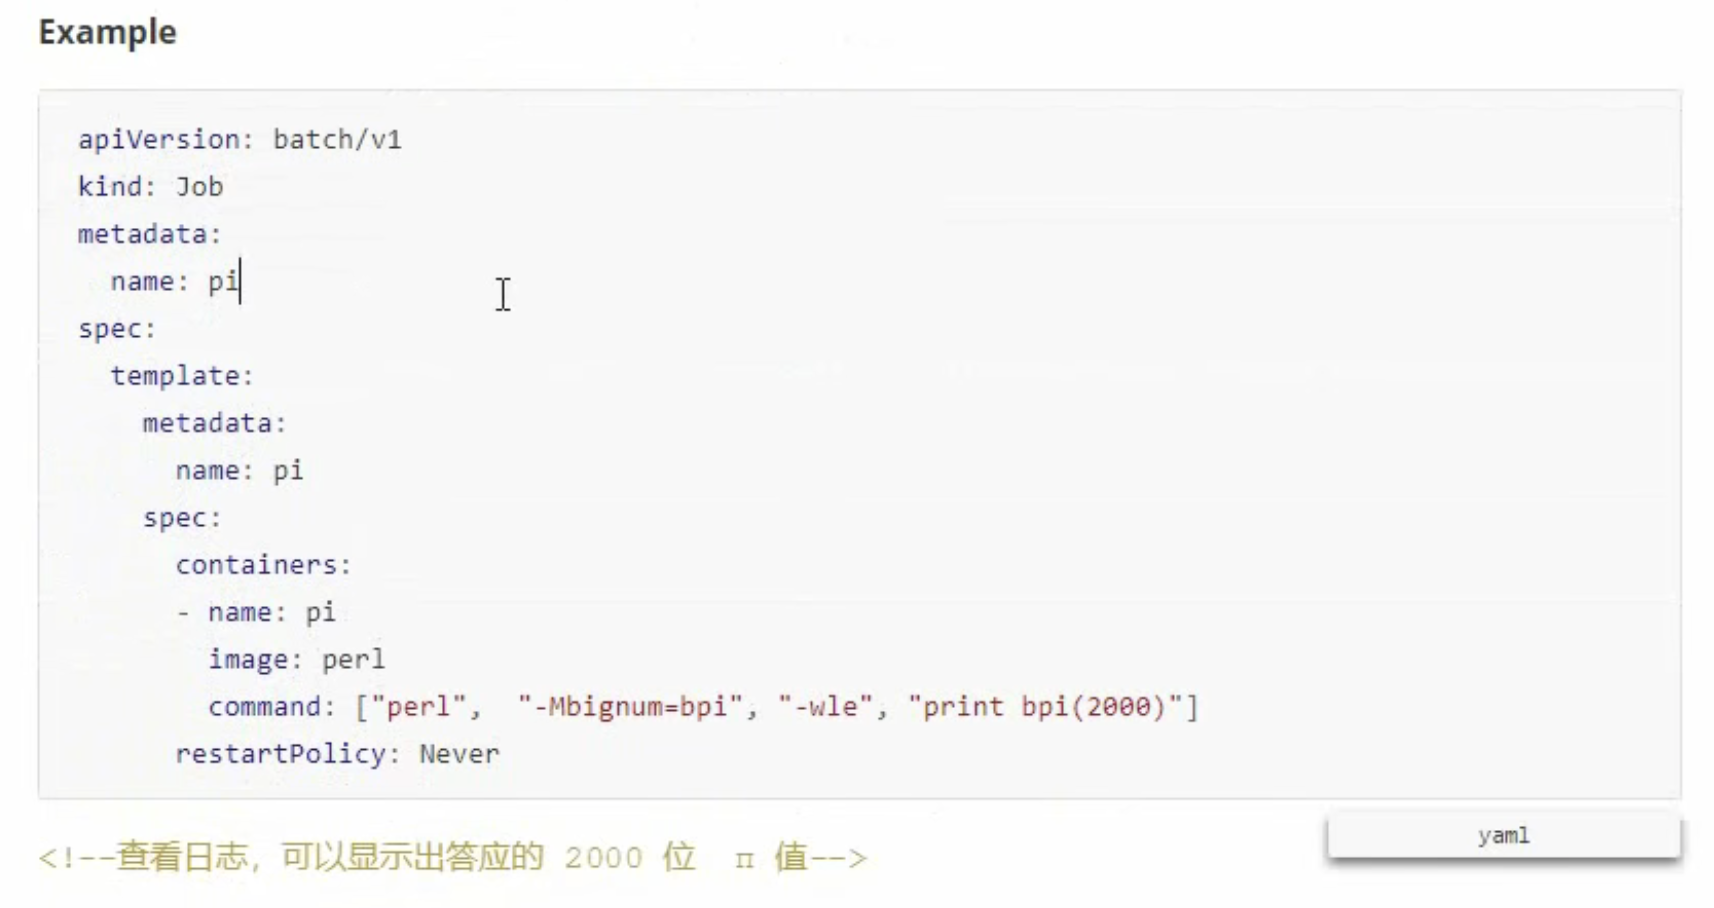 Example
apiVersion: batch/v1
kind: Job
metadata:
  name: pi
spec:
  template:
    metadata:
      name: pi
    spec:
      containers:
      - name: pi
        image: perl
        command: ["perl",  "-Mbignum=bpi", "-wle", "print bpi(2000)"]
      restartPolicy: Never
yaml
<!--查看日志，可以显示出答应的 2000 位  π 值-->